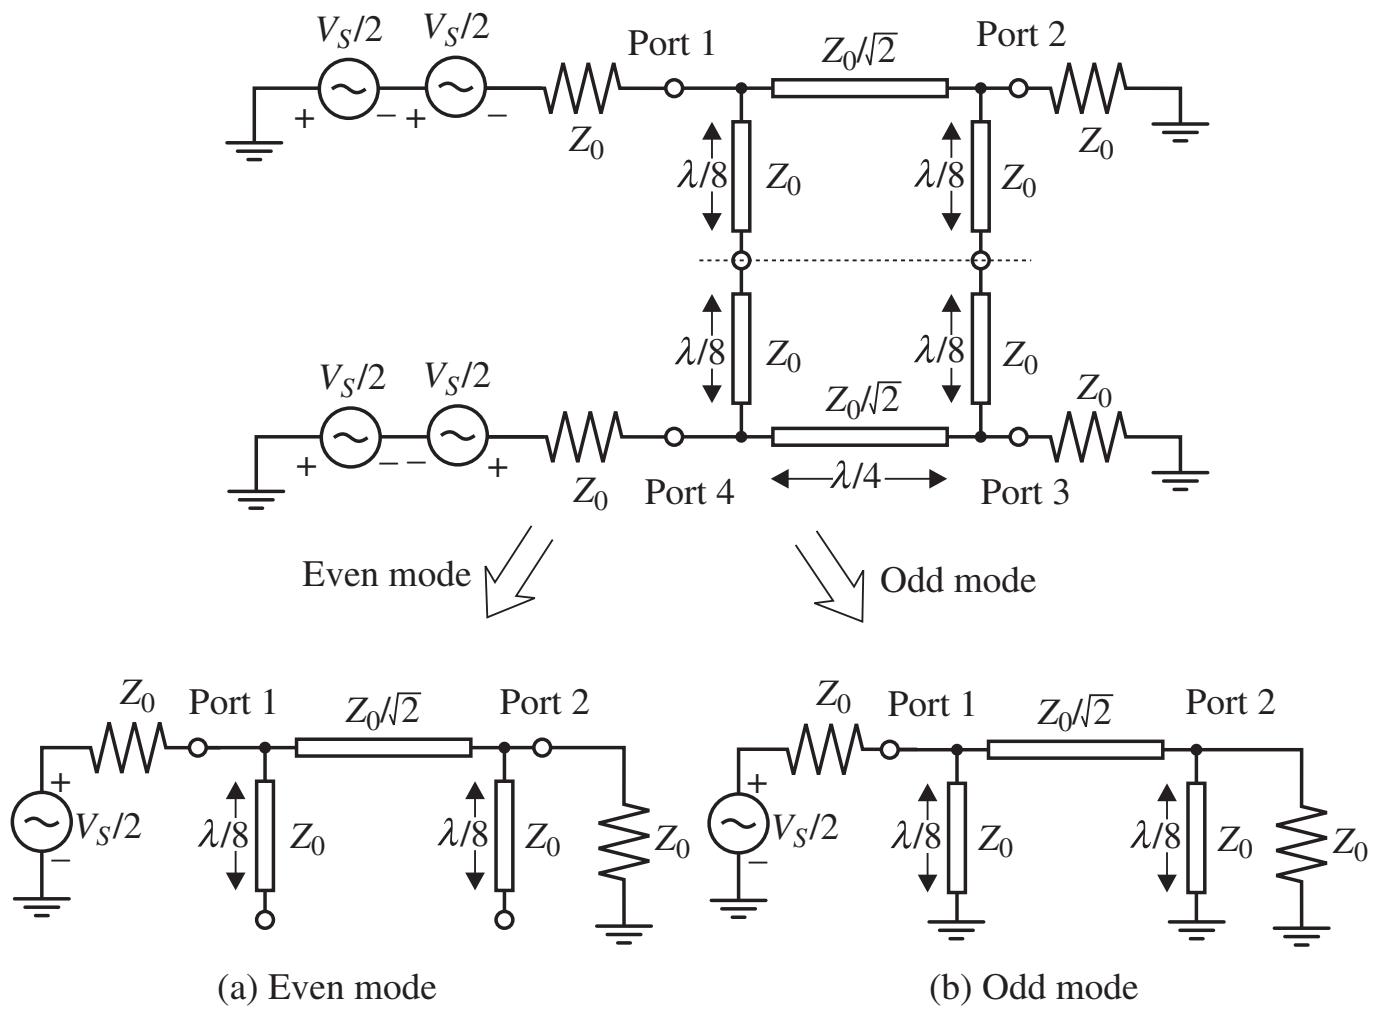 V_S/2 V_S/2 Port 1 Z_0/√2 Port 2
+ − + − Z_0 Z_0
λ/8 Z_0 λ/8 Z_0
λ/8 Z_0 λ/8 Z_0
V_S/2 V_S/2 Z_0/√2 Z_0
+ − − + Z_0 Port 4 λ/4 Port 3
Even mode Odd mode
Z_0 Port 1 Z_0/√2 Port 2 Z_0 Port 1 Z_0/√2 Port 2
+ +
V_S/2 λ/8 Z_0 λ/8 Z_0 Z_0 V_S/2 λ/8 Z_0 λ/8 Z_0 Z_0
− −
(a) Even mode (b) Odd mode